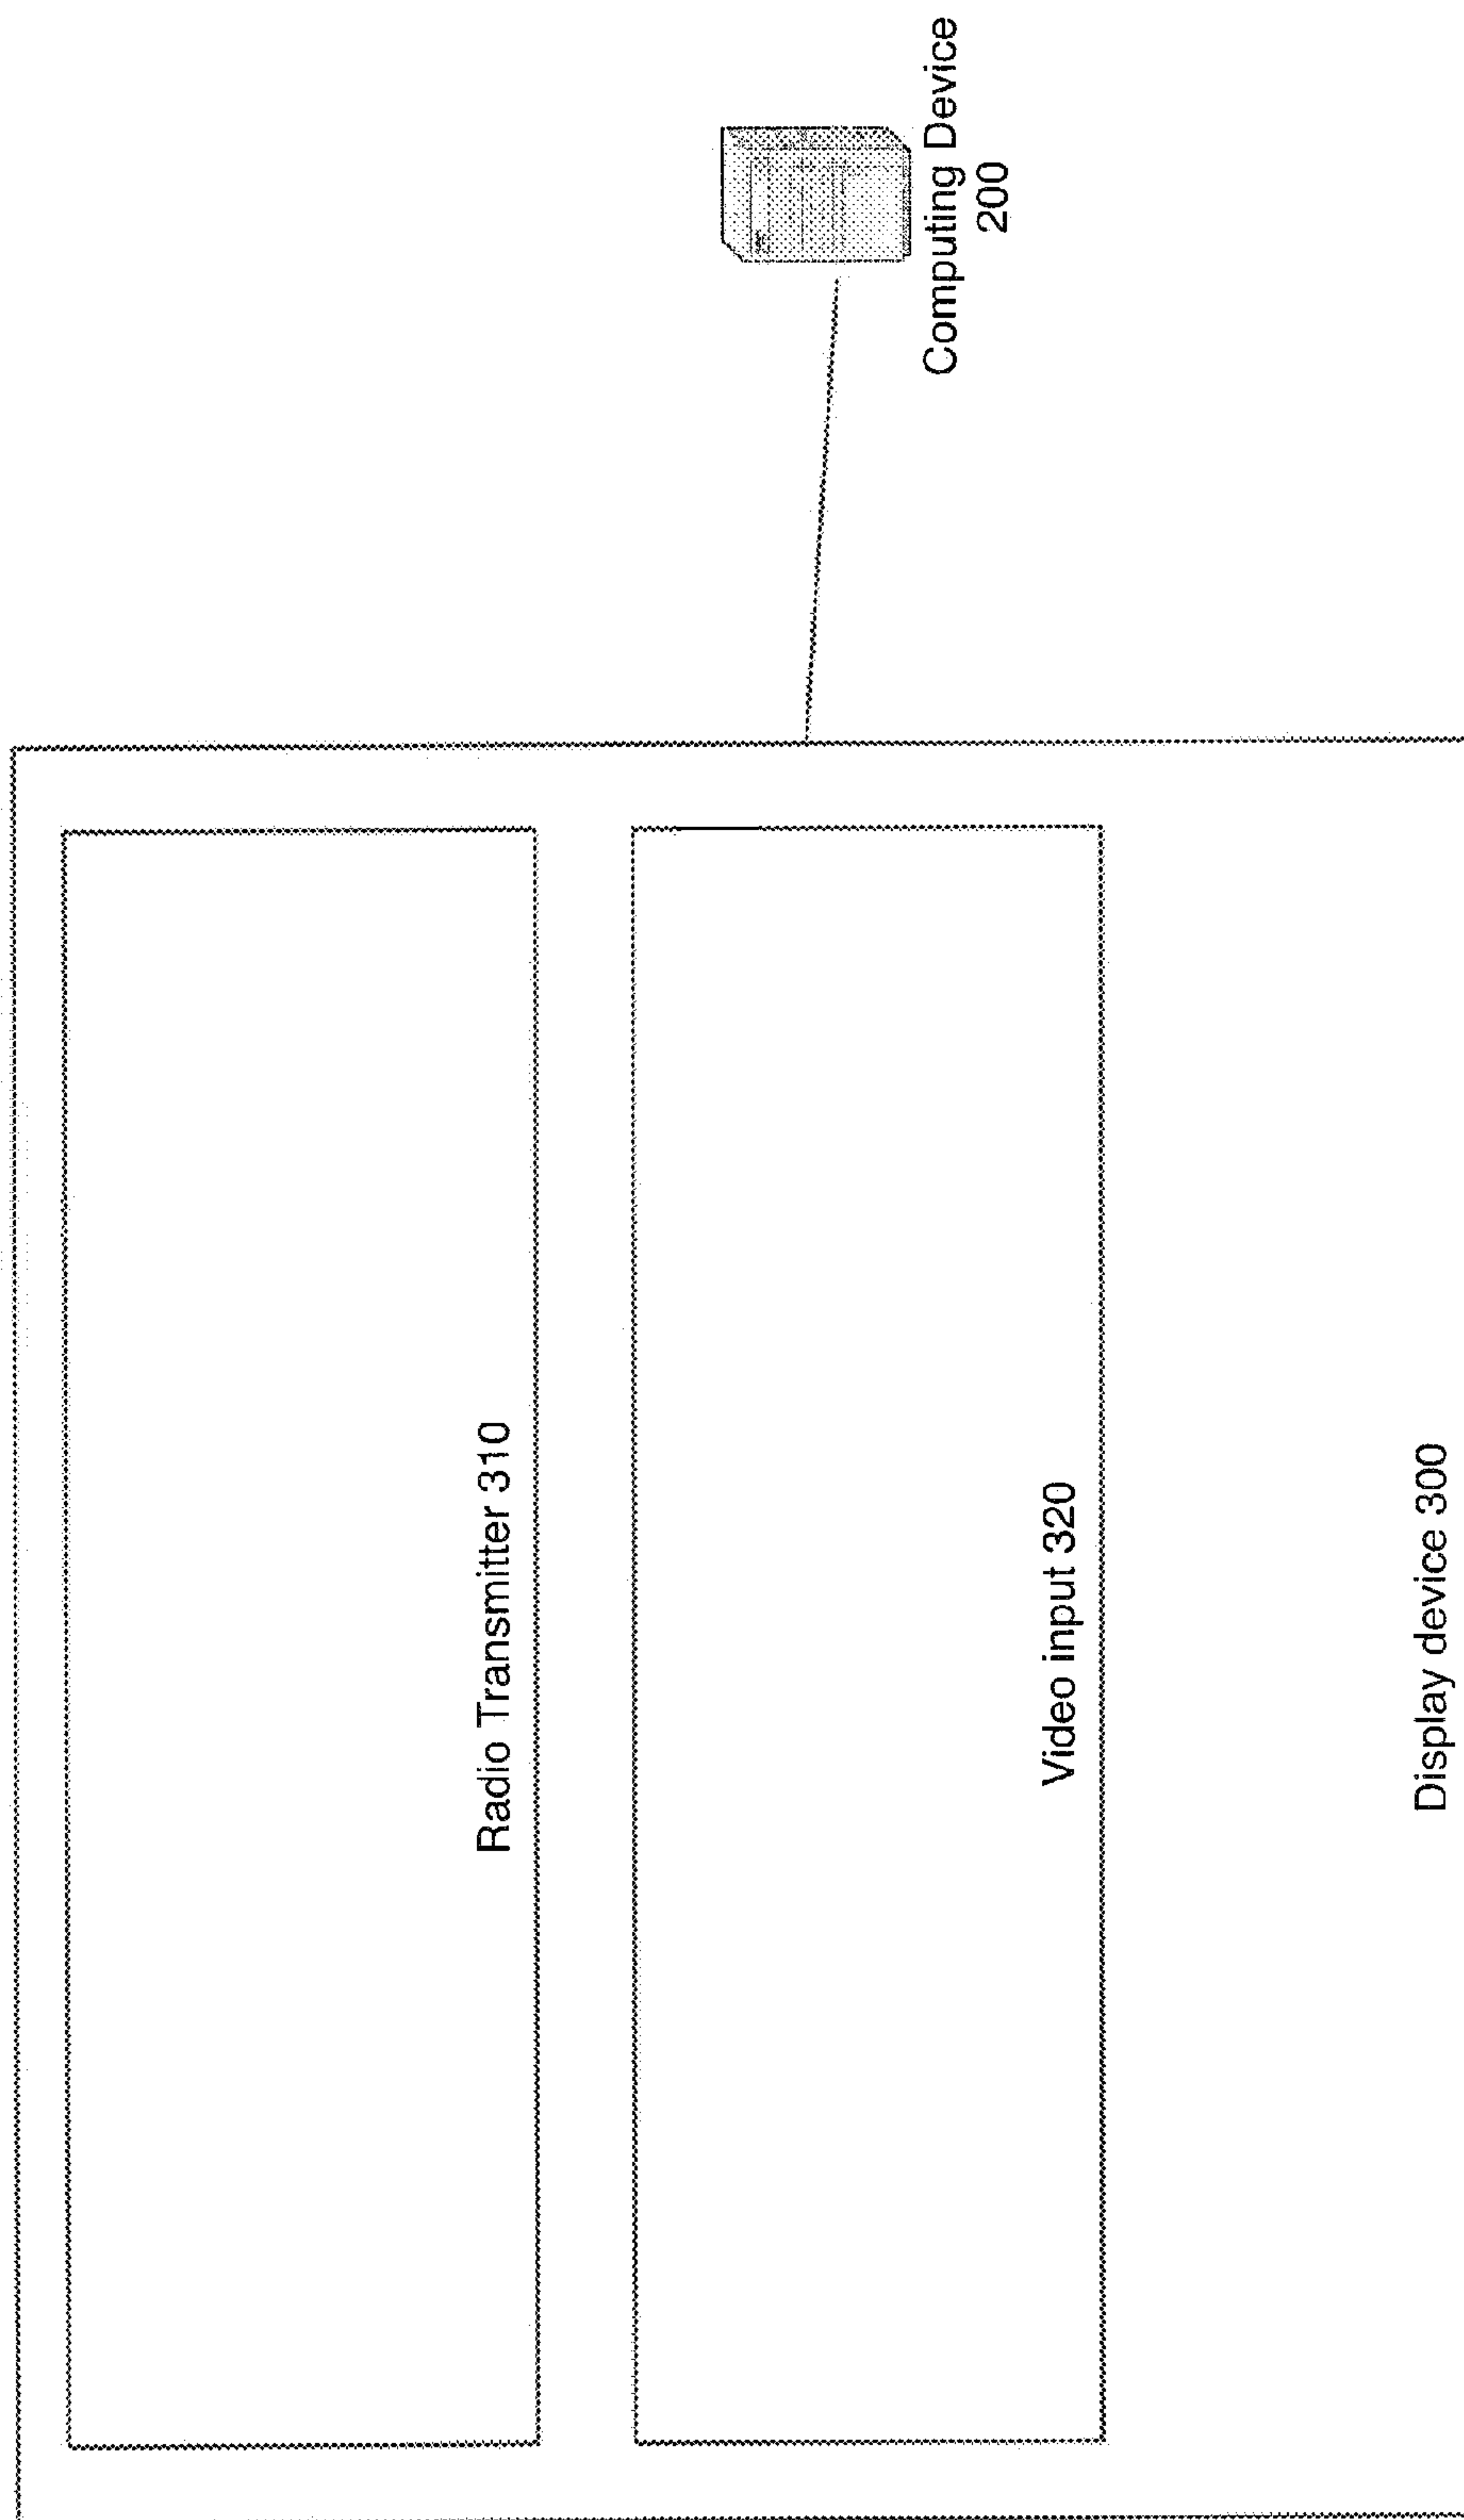 Radio Transmitter 310
Video input 320
Display device 300
Computing Device
200